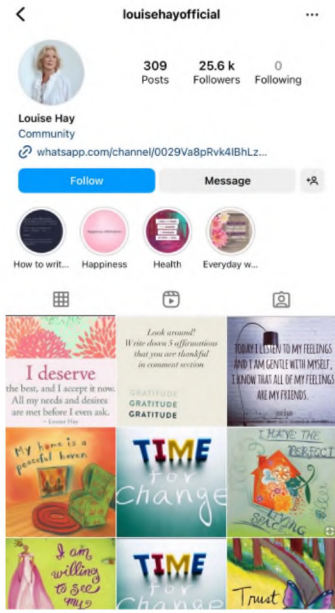 louisehayofficial
309
25.6 k
0
Posts
Followers
Following
Louise Hay
Community
whatsapp.com/channel/0029Va8pRvk4IBhLz...
Follow
Message
How to writ...
Happiness
Health
Everyday w...
I deserve
the best, and I accept it now.
All my needs and desires
are met before I even ask.
~ Louise Hay
Look around!
Write down 5 affirmations
that you are thankful
in comment section
GRATITUDE
GRATITUDE
GRATITUDE
TODAY I LISTEN TO MY FEELINGS
AND I AM GENTLE WITH MYSELF,
I KNOW THAT ALL OF MY FEELINGS
ARE MY FRIENDS.
My home is a
peaceful haven
TIME
for
change
I HAVE THE
PERFECT
LIVING
SPACE
I am
willing
to see
my
TIME
for
Change
Trust